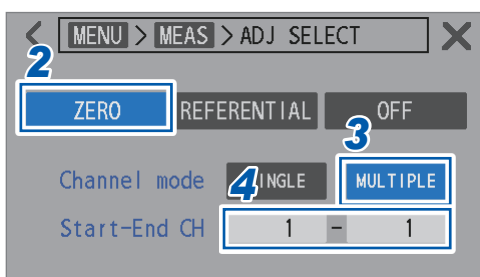 MENU > MEAS > ADJ SELECT
2
ZERO REFERENTIAL OFF
3
Channel mode 4 INGLE MULTIPLE
Start-End CH 1 - 1